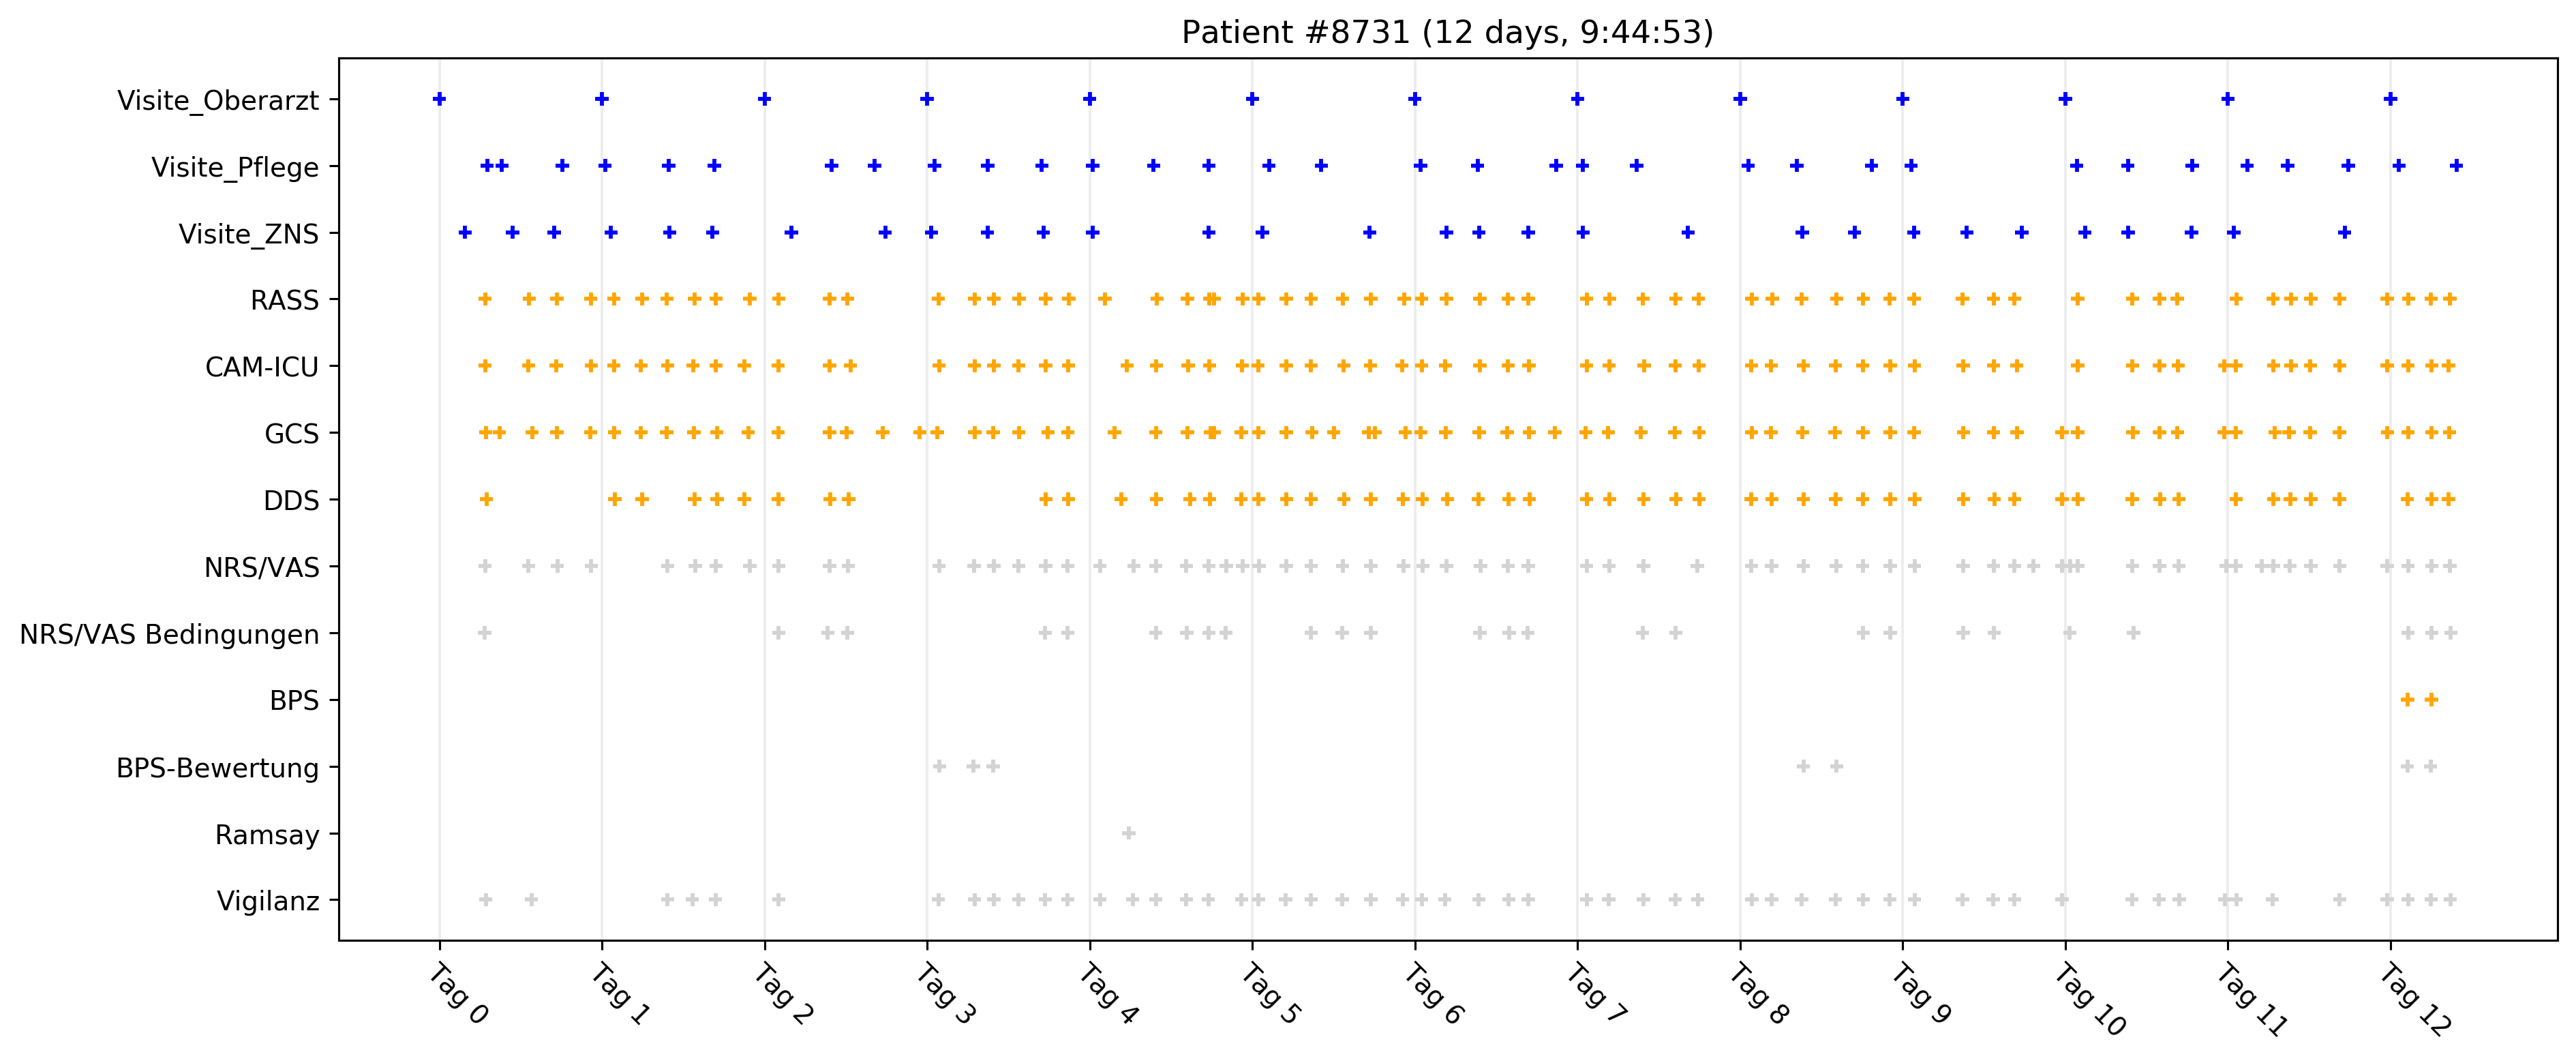 Patient #8731 (12 days, 9:44:53)
Visite_Oberarzt
Visite_Pflege
Visite_ZNS
RASS
CAM-ICU
GCS
DDS
NRS/VAS
NRS/VAS Bedingungen
BPS
BPS-Bewertung
Ramsay
Vigilanz
Tag 0
Tag 1
Tag 2
Tag 3
Tag 4
Tag 5
Tag 6
Tag 7
Tag 8
Tag 9
Tag 10
Tag 11
Tag 12